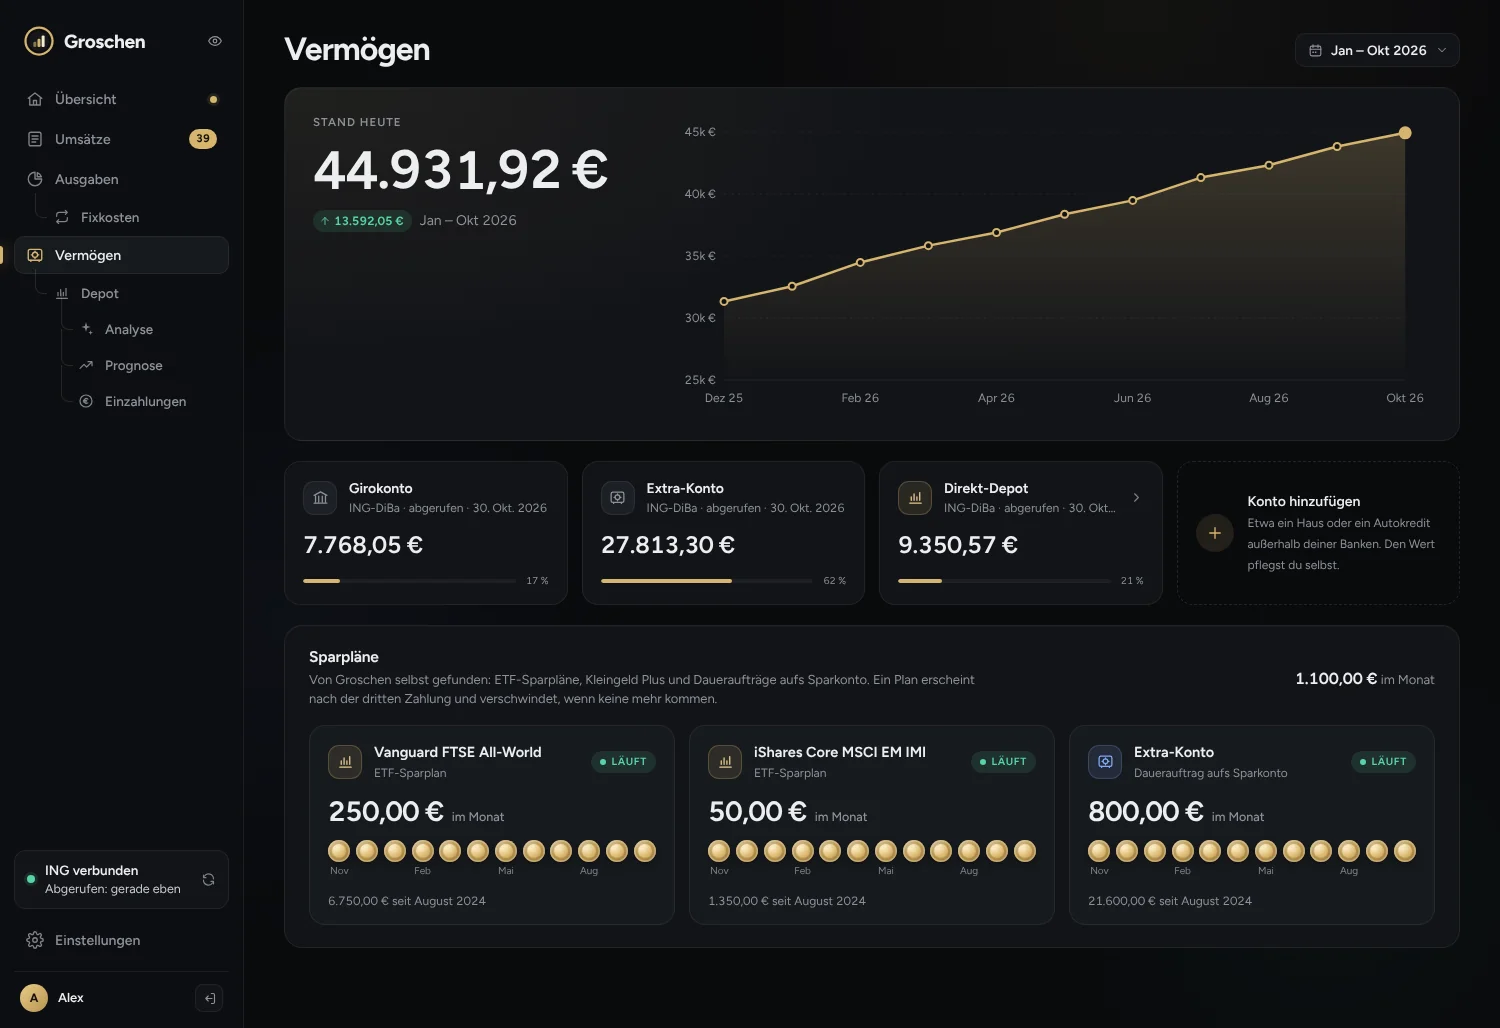 Groschen
Übersicht
Umsätze
39
Ausgaben
Fixkosten
Vermögen
Depot
Analyse
Prognose
Einzahlungen
ING verbunden
Abgerufen: gerade eben
Einstellungen
A
Alex
Vermögen
Jan – Okt 2026
STAND HEUTE
44.931,92 €
↑ 13.592,05 €
Jan – Okt 2026
45k €
40k €
35k €
30k €
25k €
Dez 25
Feb 26
Apr 26
Jun 26
Aug 26
Okt 26
Girokonto
ING-DiBa · abgerufen · 30. Okt. 2026
7.768,05 €
17 %
Extra-Konto
ING-DiBa · abgerufen · 30. Okt. 2026
27.813,30 €
62 %
Direkt-Depot
ING-DiBa · abgerufen · 30. Okt...
9.350,57 €
21 %
Konto hinzufügen
Etwa ein Haus oder ein Autokredit
außerhalb deiner Banken. Den Wert
pflegst du selbst.
Sparpläne
Von Groschen selbst gefunden: ETF-Sparpläne, Kleingeld Plus und Daueraufträge aufs Sparkonto. Ein Plan erscheint
nach der dritten Zahlung und verschwindet, wenn keine mehr kommen.
1.100,00 € im Monat
Vanguard FTSE All-World
ETF-Sparplan
LÄUFT
250,00 € im Monat
Nov
Feb
Mai
Aug
6.750,00 € seit August 2024
iShares Core MSCI EM IMI
ETF-Sparplan
LÄUFT
50,00 € im Monat
Nov
Feb
Mai
Aug
1.350,00 € seit August 2024
Extra-Konto
Dauerauftrag aufs Sparkonto
LÄUFT
800,00 € im Monat
Nov
Feb
Mai
Aug
21.600,00 € seit August 2024